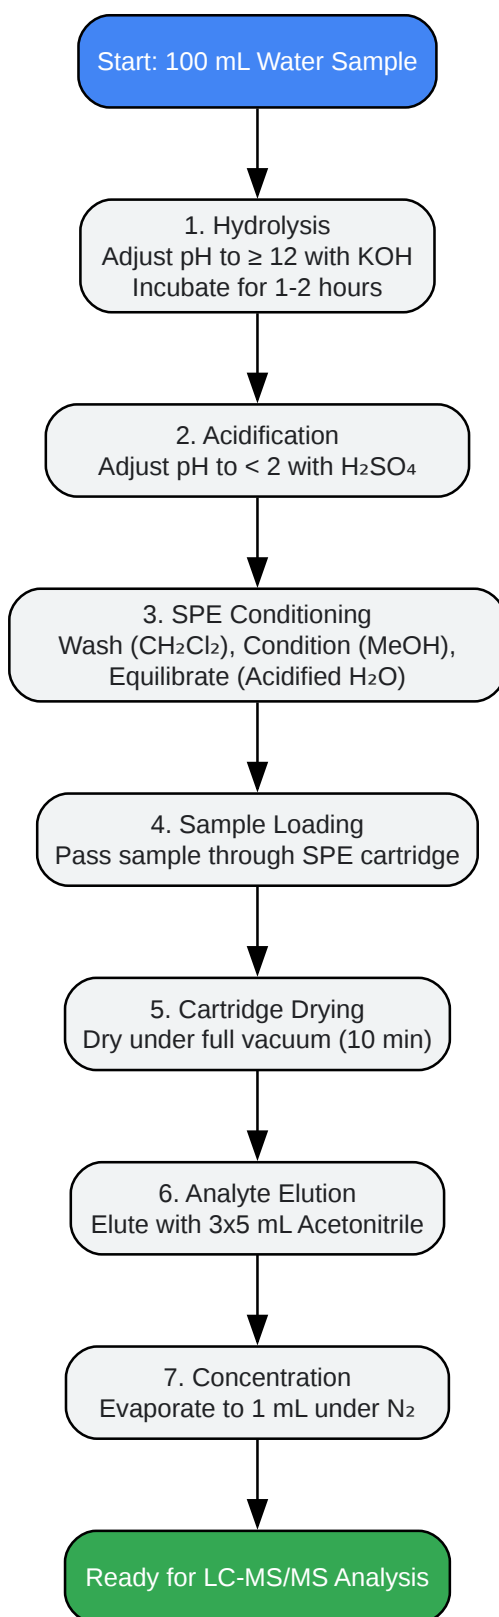 Start: 100 mL Water Sample
1. Hydrolysis
Adjust pH to ≥ 12 with KOH
Incubate for 1-2 hours
2. Acidification
Adjust pH to < 2 with H₂SO₄
3. SPE Conditioning
Wash (CH₂Cl₂), Condition (MeOH),
Equilibrate (Acidified H₂O)
4. Sample Loading
Pass sample through SPE cartridge
5. Cartridge Drying
Dry under full vacuum (10 min)
6. Analyte Elution
Elute with 3x5 mL Acetonitrile
7. Concentration
Evaporate to 1 mL under N₂
Ready for LC-MS/MS Analysis